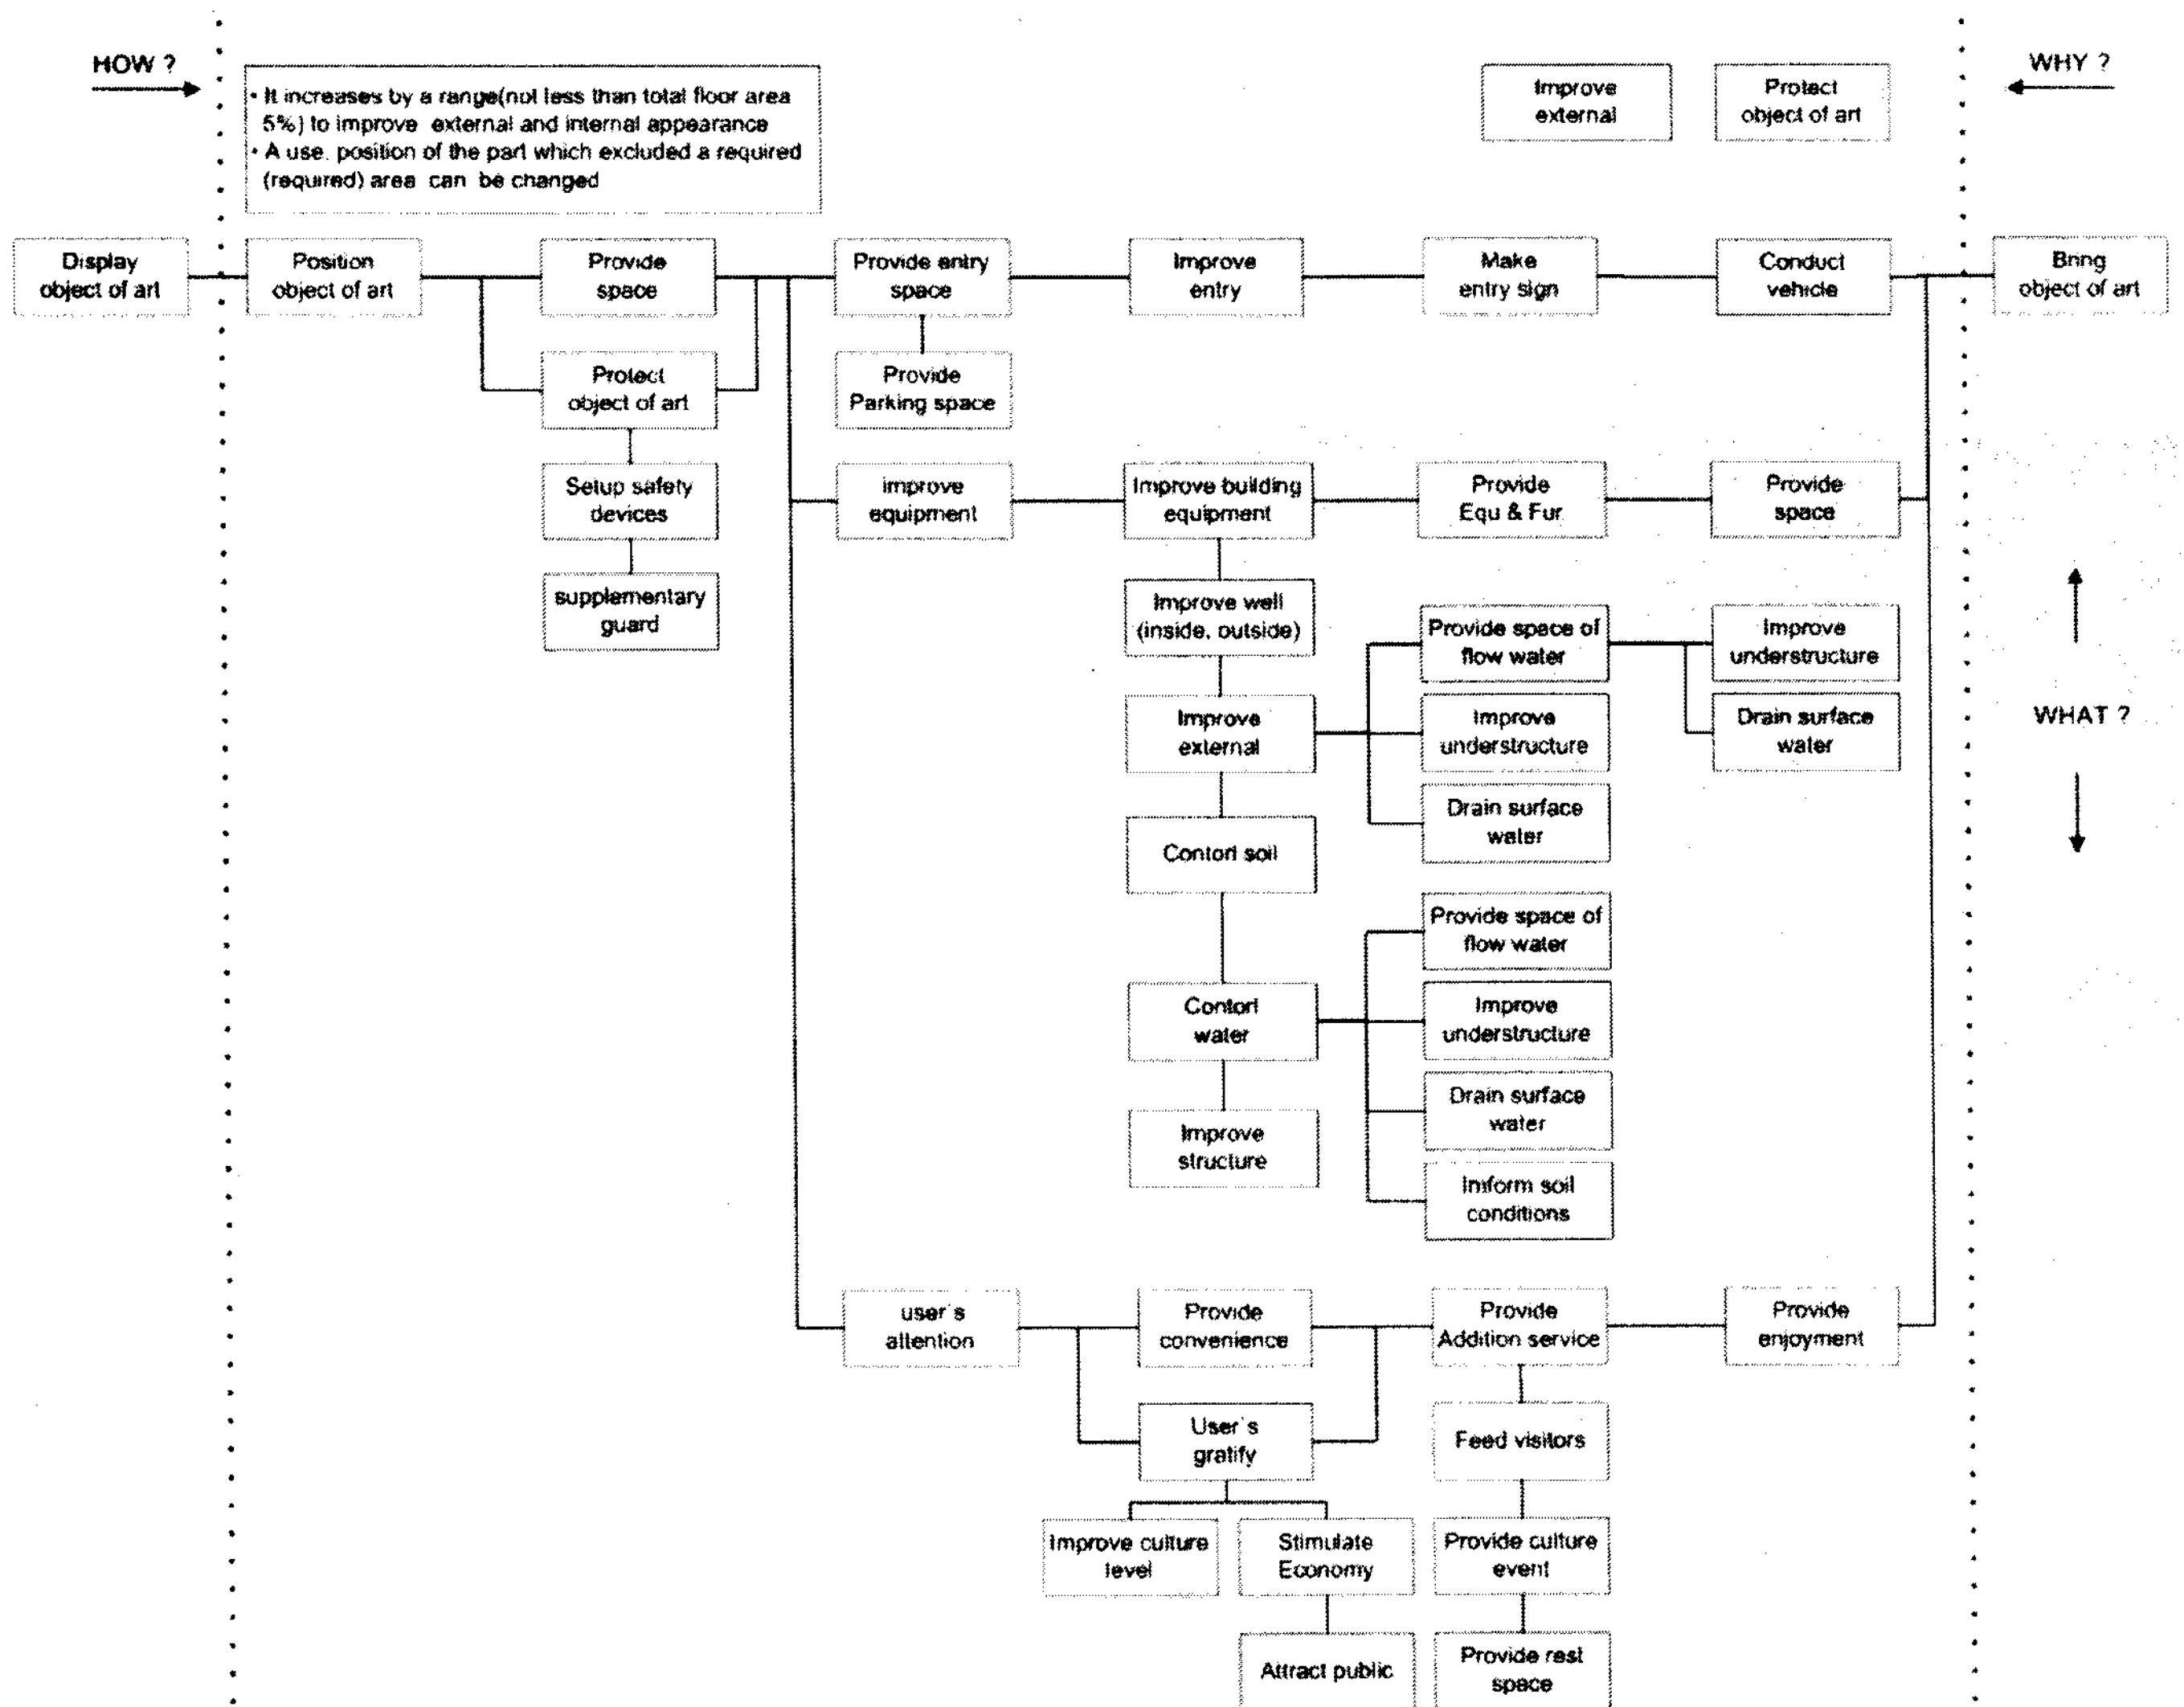 HOW ?
• It increases by a range(not less than total floor area
5%) to improve external and internal appearance
• A use. position of the part which excluded a required
(required) area can be changed
Improve
external
Protect
object of art
WHY ?
Display
object of art
Position
object of art
Provide
space
Provide entry
space
Improve
entry
Make
entry sign
Conduct
vehicle
Bring
object of art
Protect
object of art
Provide
Parking space
Setup safety
devices
improve
equipment
Improve building
equipment
Provide
Equ & Fur
Provide
space
supplementary
guard
Improve well
(inside, outside)
Provide space of
flow water
Improve
understructure
Improve
external
Improve
understructure
Drain surface
water
WHAT ?
Drain surface
water
Contorl soil
Provide space of
flow water
Contorl
water
Improve
understructure
Drain surface
water
Improve
structure
Imform soil
conditions
user's
attention
Provide
convenience
Provide
Addition service
Provide
enjoyment
User's
gratify
Feed visitors
Improve culture
level
Stimulate
Economy
Provide culture
event
Attract public
Provide rest
space